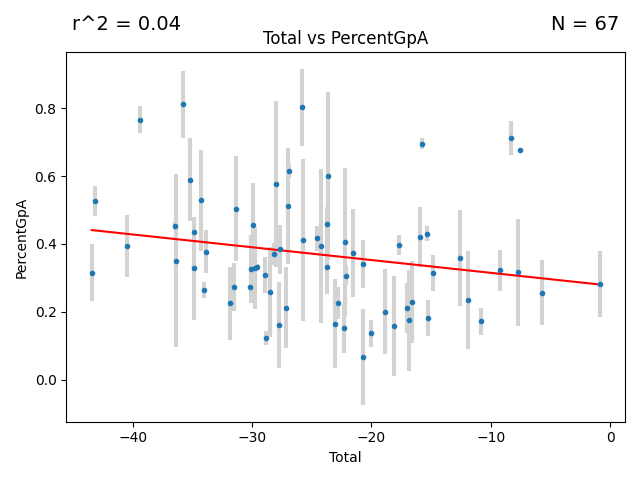 r^2 = 0.04
N = 67
Total vs PercentGpA
PercentGpA
0.8
0.6
0.4
0.2
0.0
−40
−30
−20
−10
0
Total